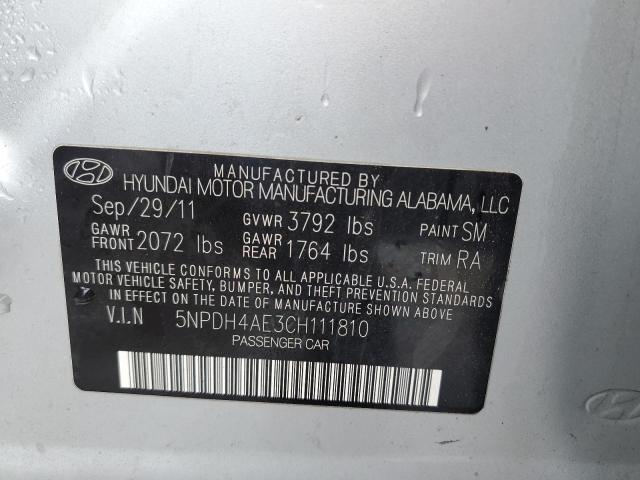 MANUFACTURED BY
HYUNDAI MOTOR MANUFACTURING ALABAMA, LLC
Sep/29/11 GVWR 3792 lbs PAINT SM
GAWR FRONT 2072 lbs GAWR REAR 1764 lbs TRIM RA
THIS VEHICLE CONFORMS TO ALL APPLICABLE U.S.A. FEDERAL
MOTOR VEHICLE SAFETY, BUMPER, AND THEFT PREVENTION STANDARDS
IN EFFECT ON THE DATE OF MANUFACTURE SHOWN ABOVE.
V.I.N 5NPDH4AE3CH111810
PASSENGER CAR